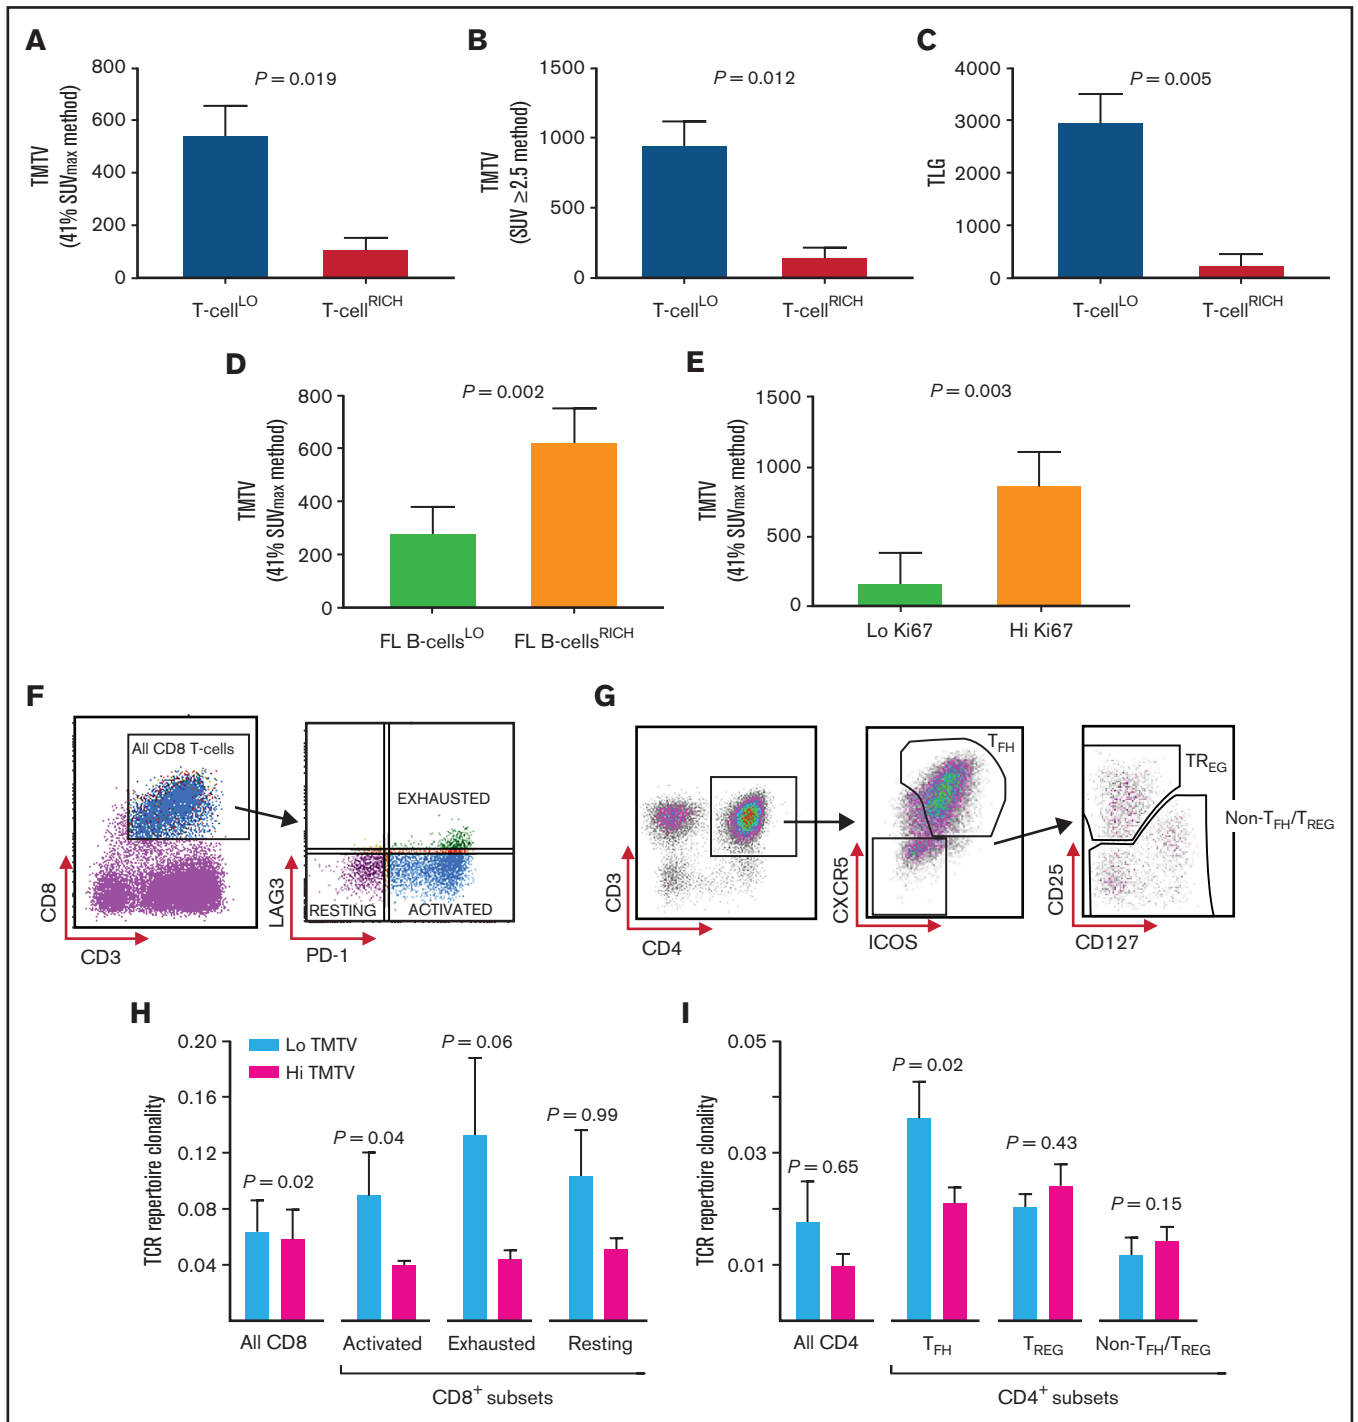 A
TMTV
(41% SUVmax method)
800
600
400
200
0
P = 0.019
T-cellLO
T-cellRICH
B
TMTV
(SUV ≥2.5 method)
1500
1000
500
0
P = 0.012
T-cellLO
T-cellRICH
C
TLG
4000
3000
2000
1000
0
P = 0.005
T-cellLO
T-cellRICH
D
TMTV
(41% SUVmax method)
800
600
400
200
0
P = 0.002
FL B-cellsLO
FL B-cellsRICH
E
TMTV
(41% SUVmax method)
1500
1000
500
0
P = 0.003
Lo Ki67
Hi Ki67
F
All CD8 T-cells
CD8
CD3
EXHAUSTED
RESTING
ACTIVATED
LAG3
PD-1
G
CD3
CD4
TFH
CXCR5
ICOS
TREG
Non-TFH/TREG
CD25
CD127
H
TCR repertoire clonality
0.20
0.16
0.12
0.08
0.04
Lo TMTV
Hi TMTV
P = 0.02
P = 0.04
P = 0.06
P = 0.99
All CD8
Activated
Exhausted
Resting
CD8+ subsets
I
TCR repertoire clonality
0.05
0.03
0.01
P = 0.65
P = 0.02
P = 0.43
P = 0.15
All CD4
TFH
TREG
Non-TFH/TREG
CD4+ subsets